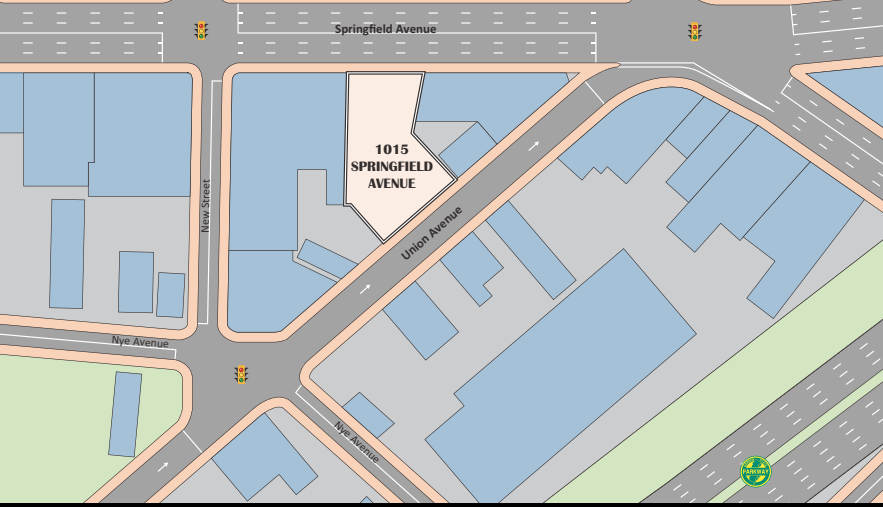 Springfield Avenue
1015
SPRINGFIELD
AVENUE
New Street
Union Avenue
Nye Avenue
Nye Avenue
PARKWAY